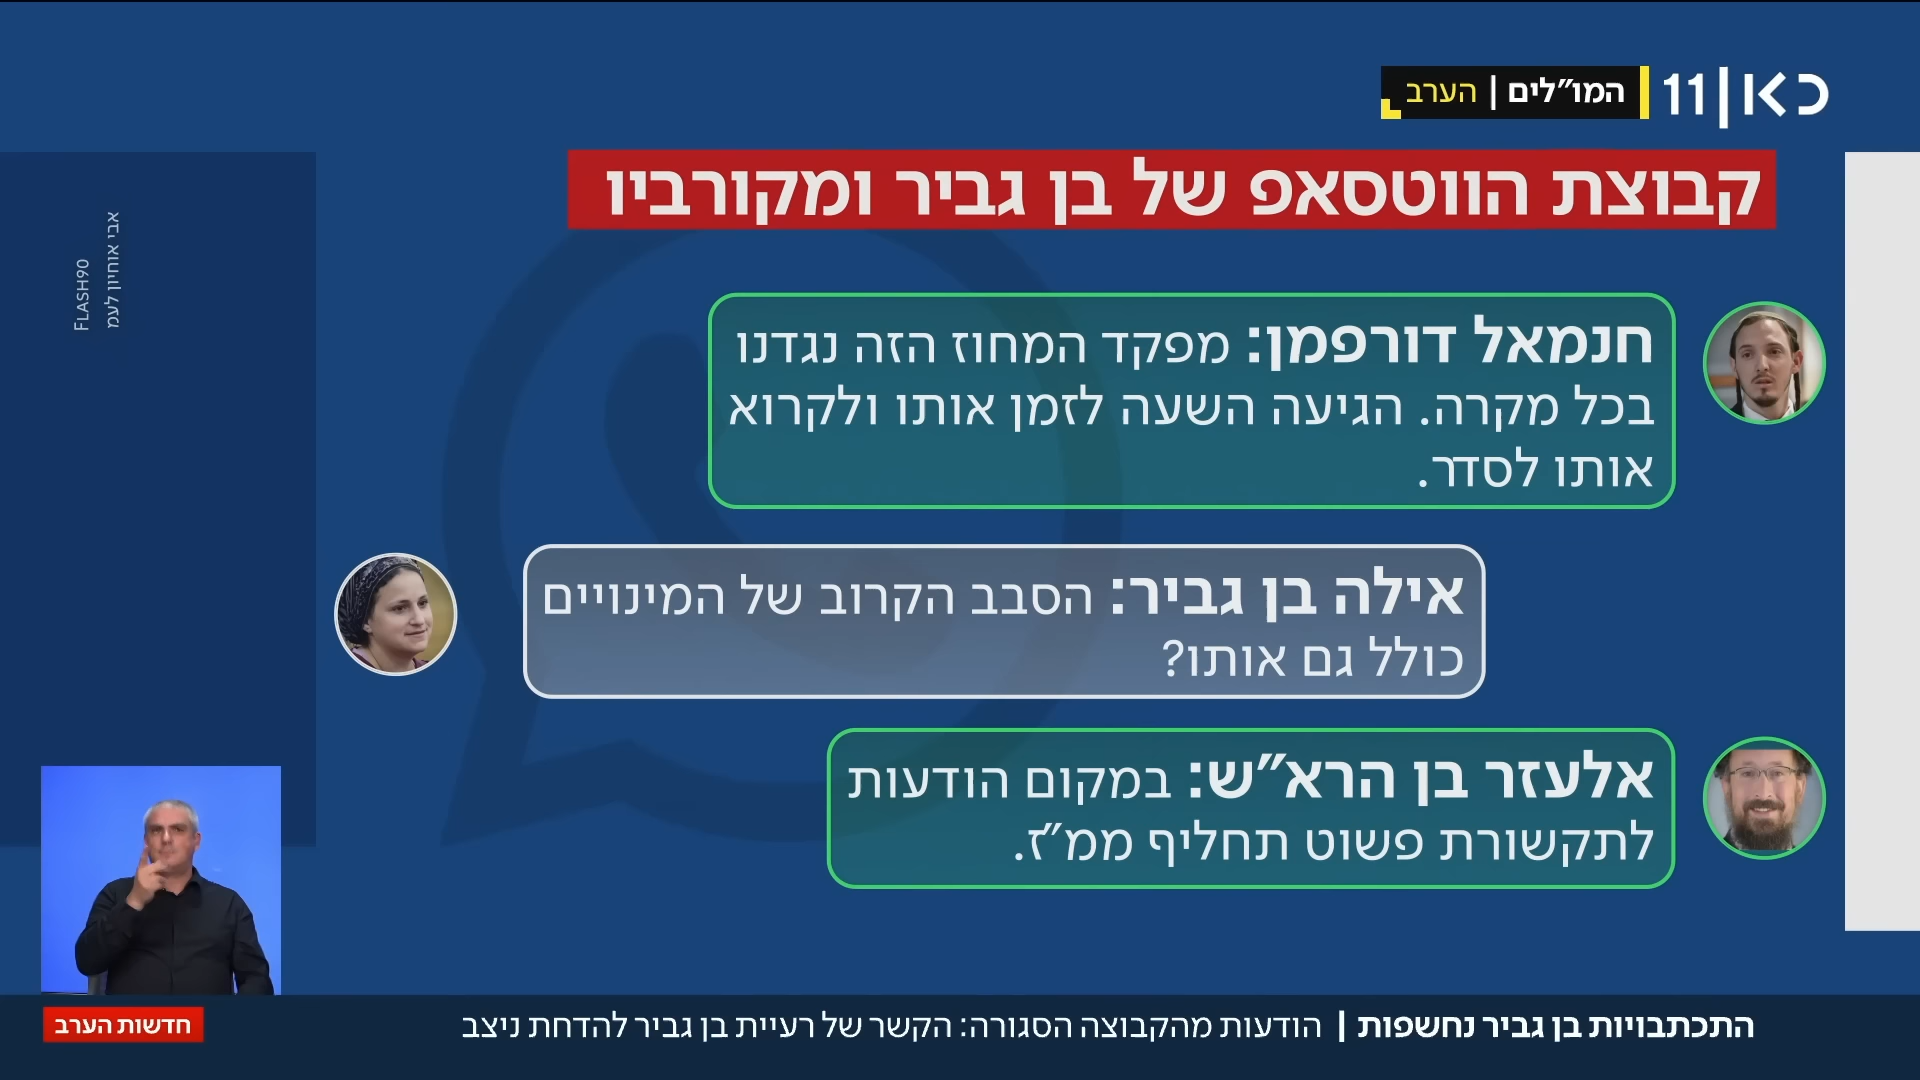 כאן 11
המו״לים | הערב
קבוצת הווטסאפ של בן גביר ומקורביו
אבי אוחיון לעמ
FLASH90
חנמאל דורפמן: מפקד המחוז הזה נגדנו
בכל מקרה. הגיעה השעה לזמן אותו ולקרוא
אותו לסדר.
אילה בן גביר: הסבב הקרוב של המינויים
כולל גם אותו?
אלעזר בן הרא״ש: במקום הודעות
לתקשורת פשוט תחליף ממ״ז.
התכתבויות בן גביר נחשפות | הודעות מהקבוצה הסגורה: הקשר של רעיית בן גביר להדחת ניצב
חדשות הערב